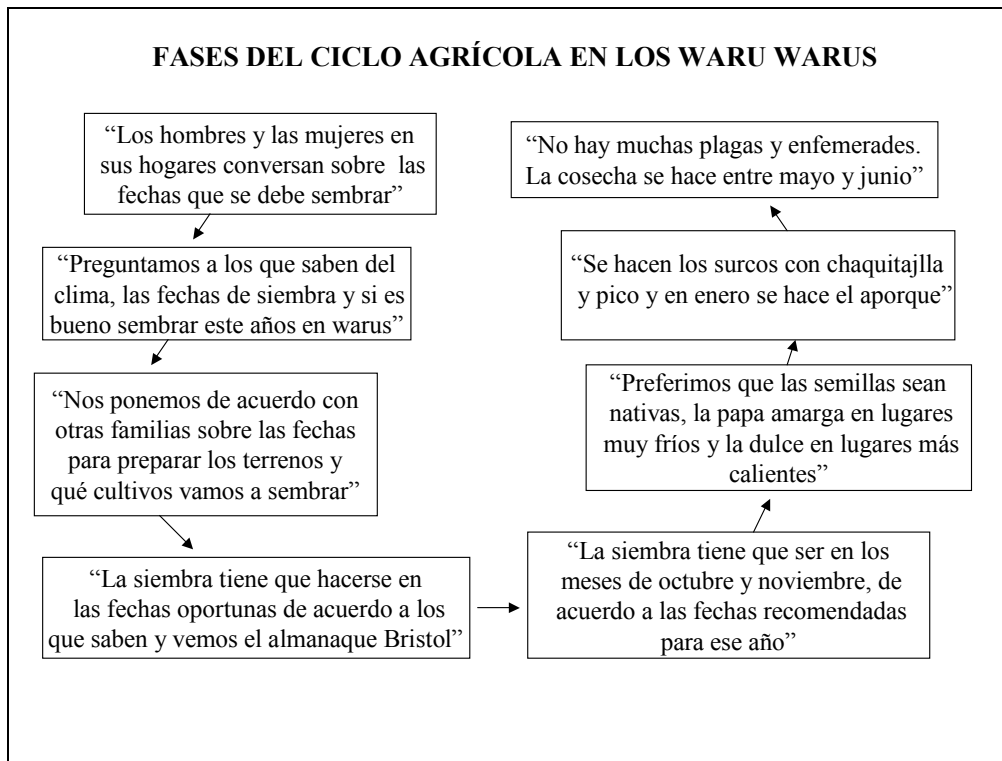 FASES DEL CICLO AGRÍCOLA EN LOS WARU WARUS
“Los hombres y las mujeres en
sus hogares conversan sobre las
fechas que se debe sembrar”
“Preguntamos a los que saben del
clima, las fechas de siembra y si es
bueno sembrar este años en warus”
“Nos ponemos de acuerdo con
otras familias sobre las fechas
para preparar los terrenos y
qué cultivos vamos a sembrar”
“La siembra tiene que hacerse en
las fechas oportunas de acuerdo a los
que saben y vemos el almanaque Bristol”
“La siembra tiene que ser en los
meses de octubre y noviembre, de
acuerdo a las fechas recomendadas
para ese año”
“Preferimos que las semillas sean
nativas, la papa amarga en lugares
muy fríos y la dulce en lugares más
calientes”
“Se hacen los surcos con chaquitajlla
y pico y en enero se hace el aporque”
“No hay muchas plagas y enfemerades.
La cosecha se hace entre mayo y junio”